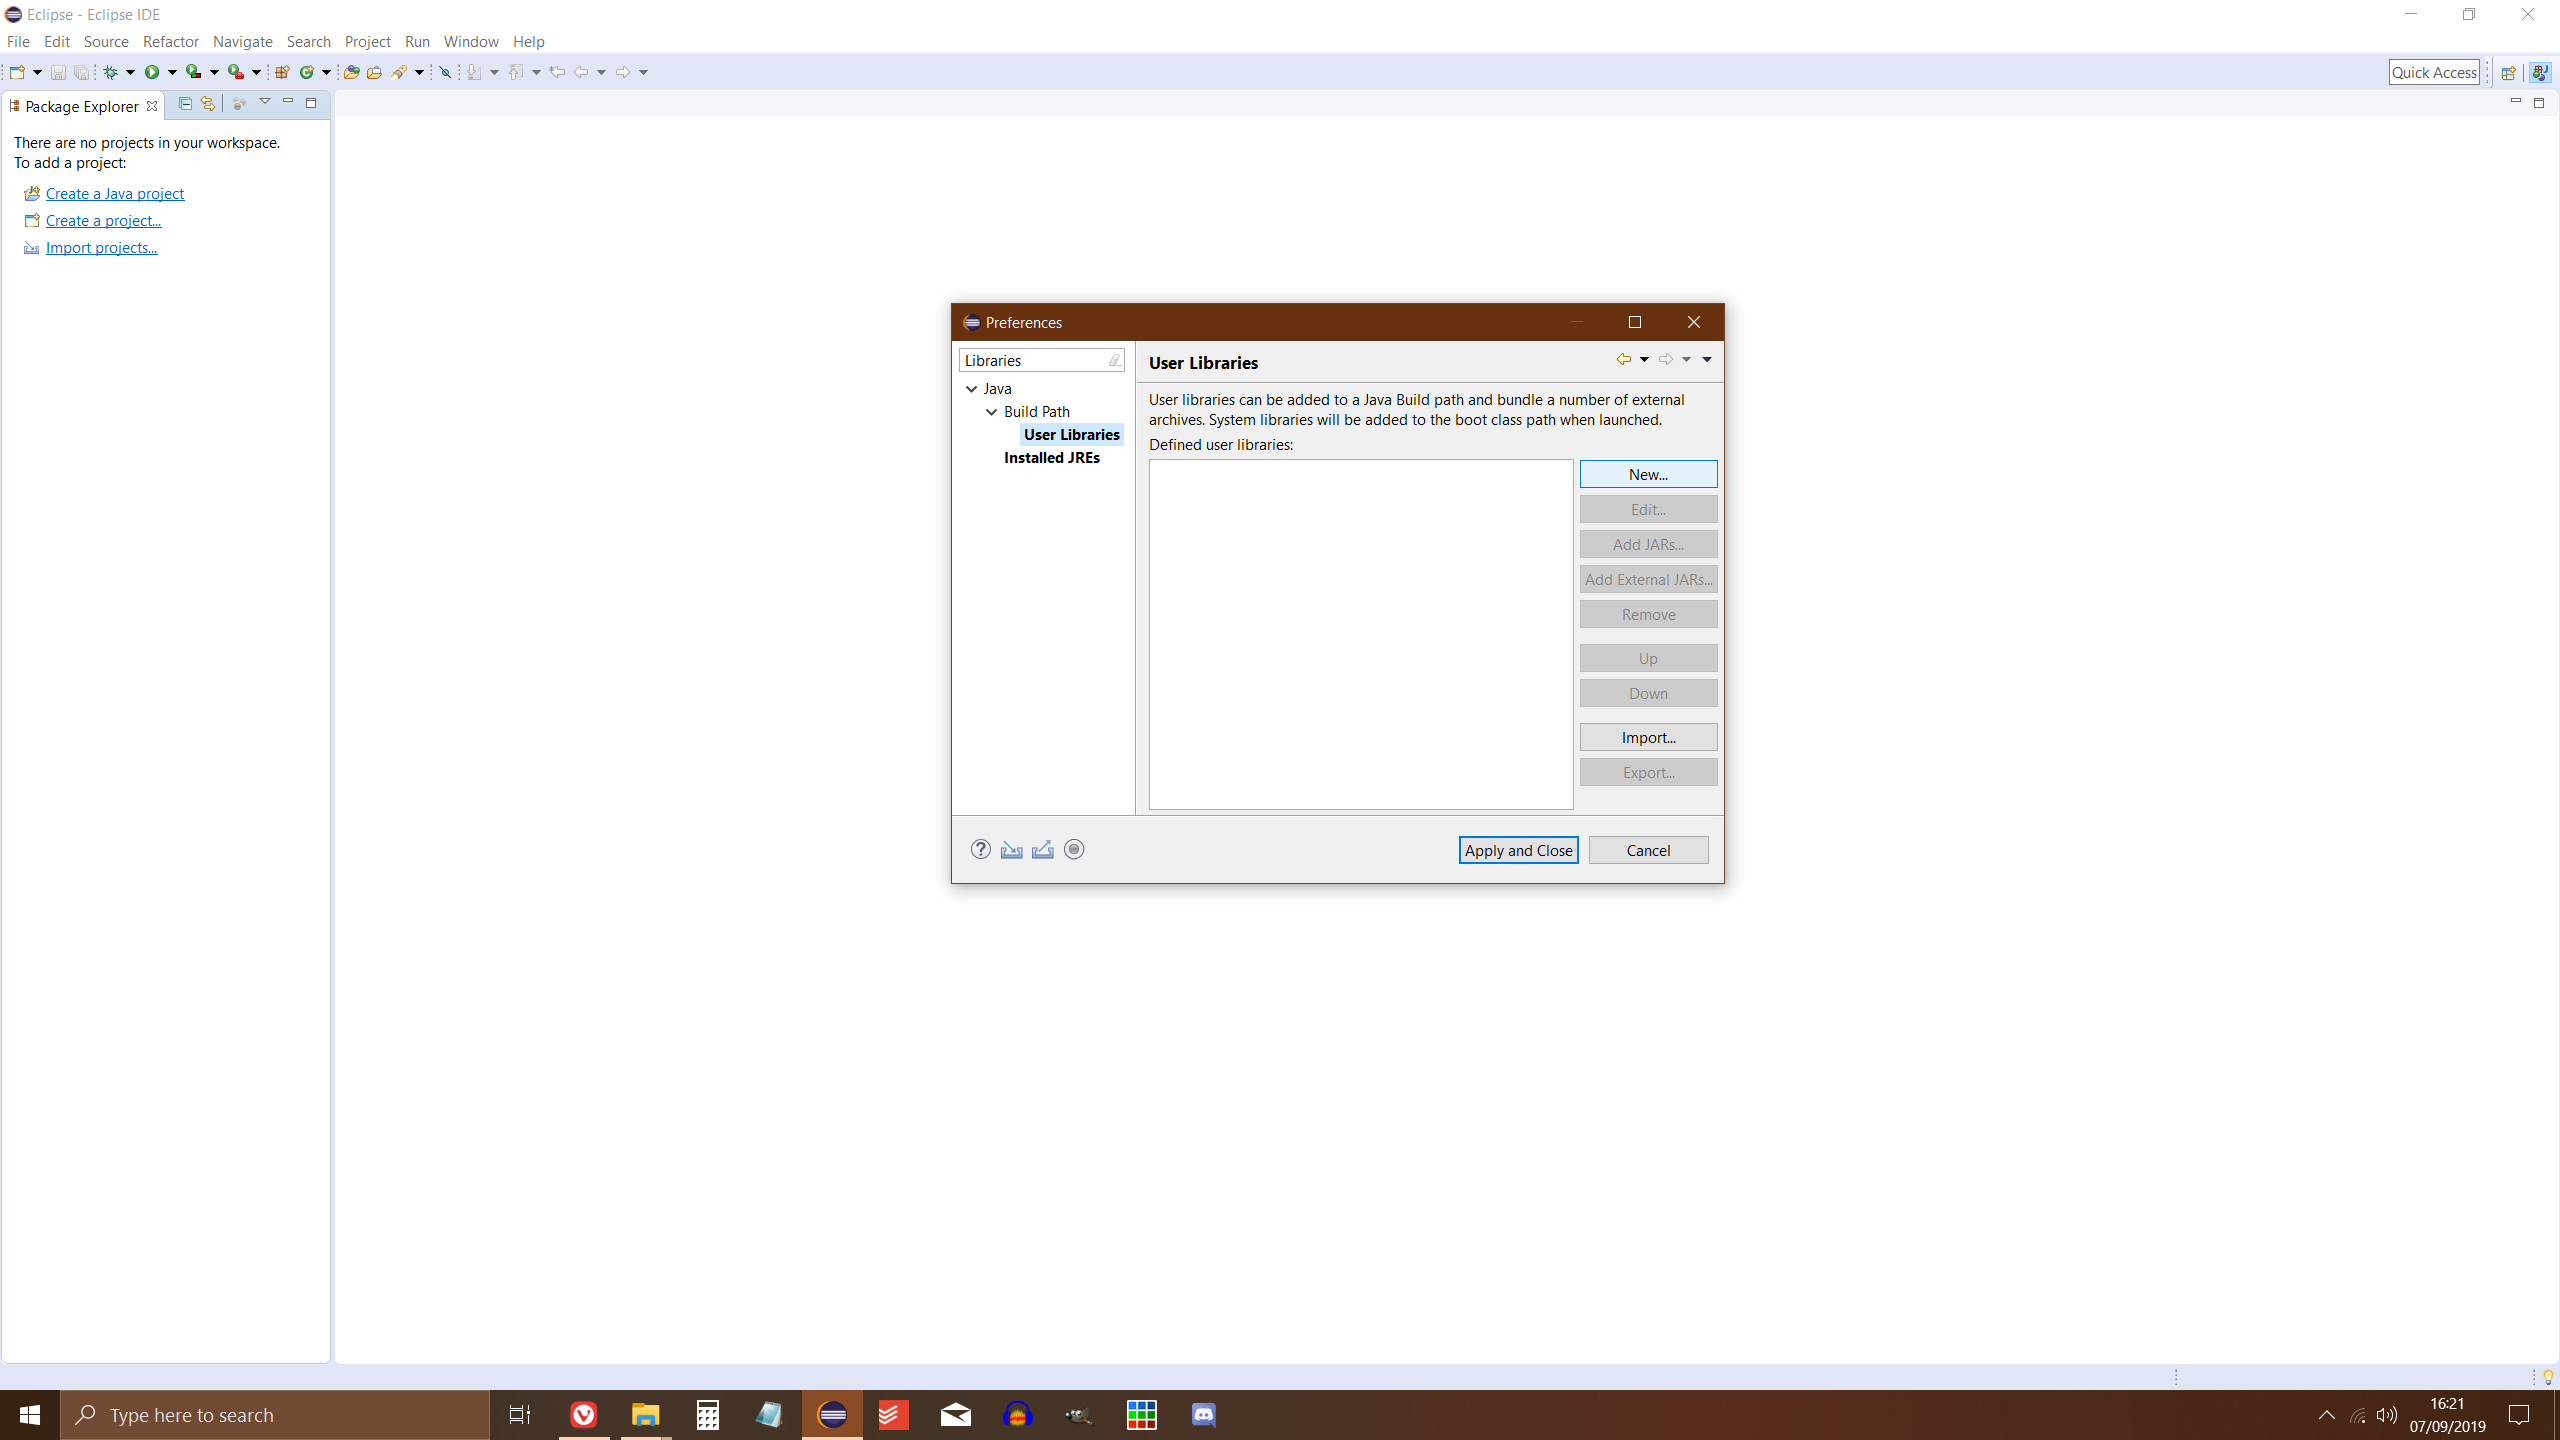 Eclipse - Eclipse IDE
File Edit Source Refactor Navigate Search Project Run Window Help
Quick Access
Package Explorer
There are no projects in your workspace.
To add a project:
Create a Java project
Create a project...
Import projects...
Preferences
Libraries
Java
Build Path
User Libraries
Installed JREs
User Libraries
User libraries can be added to a Java Build path and bundle a number of external
archives. System libraries will be added to the boot class path when launched.
Defined user libraries:
New...
Edit...
Add JARs...
Add External JARs...
Remove
Up
Down
Import...
Export...
Apply and Close
Cancel
Type here to search
16:21
07/09/2019